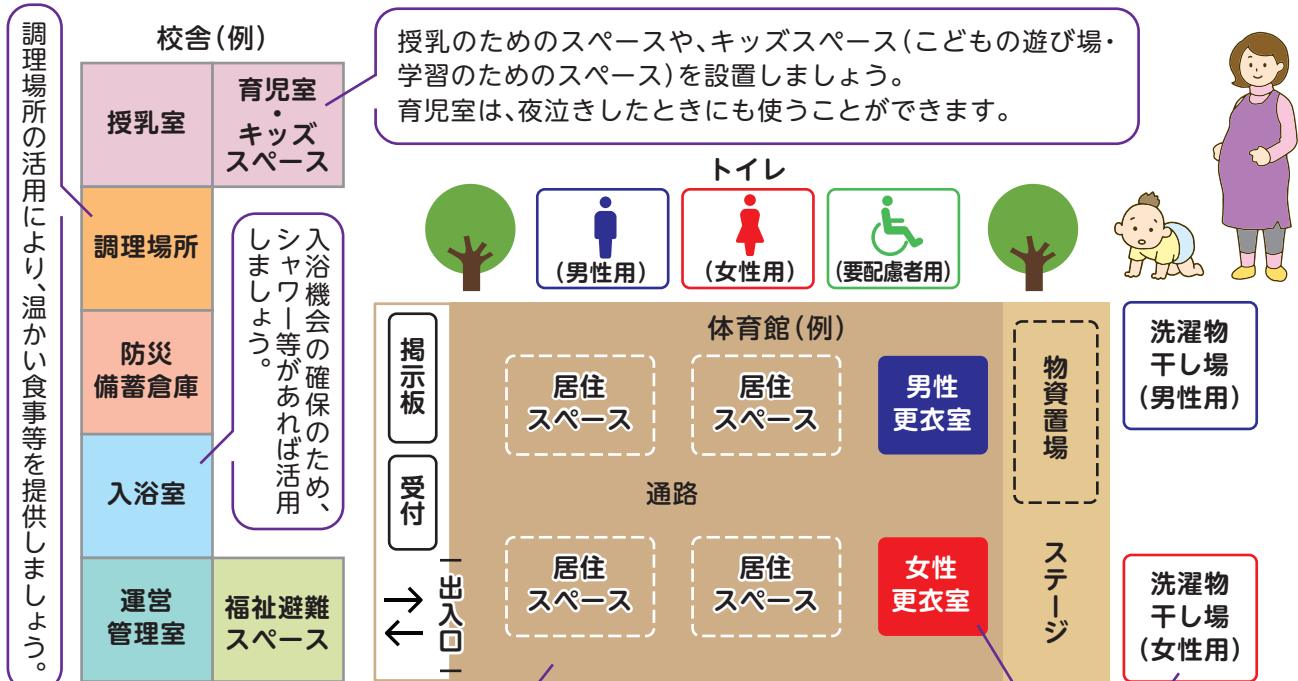 調理場所の活用により、温かい食事等を提供しましょう。
校舎(例)
授乳室
育児室
・
キッズ
スペース
調理場所
防災
備蓄倉庫
入浴室
運営
管理室
福祉避難
スペース
入浴機会の確保のため、
シャワー等があれば活用
しましょう。
授乳のためのスペースや、キッズスペース(こどもの遊び場・
学習のためのスペース)を設置しましょう。
育児室は、夜泣きしたときにも使うことができます。
トイレ
(男性用)
(女性用)
(要配慮者用)
体育館(例)
掲示板
受付
出入口
居住
スペース
居住
スペース
男性
更衣室
通路
居住
スペース
居住
スペース
女性
更衣室
物資置場
ステージ
洗濯物
干し場
(男性用)
洗濯物
干し場
(女性用)